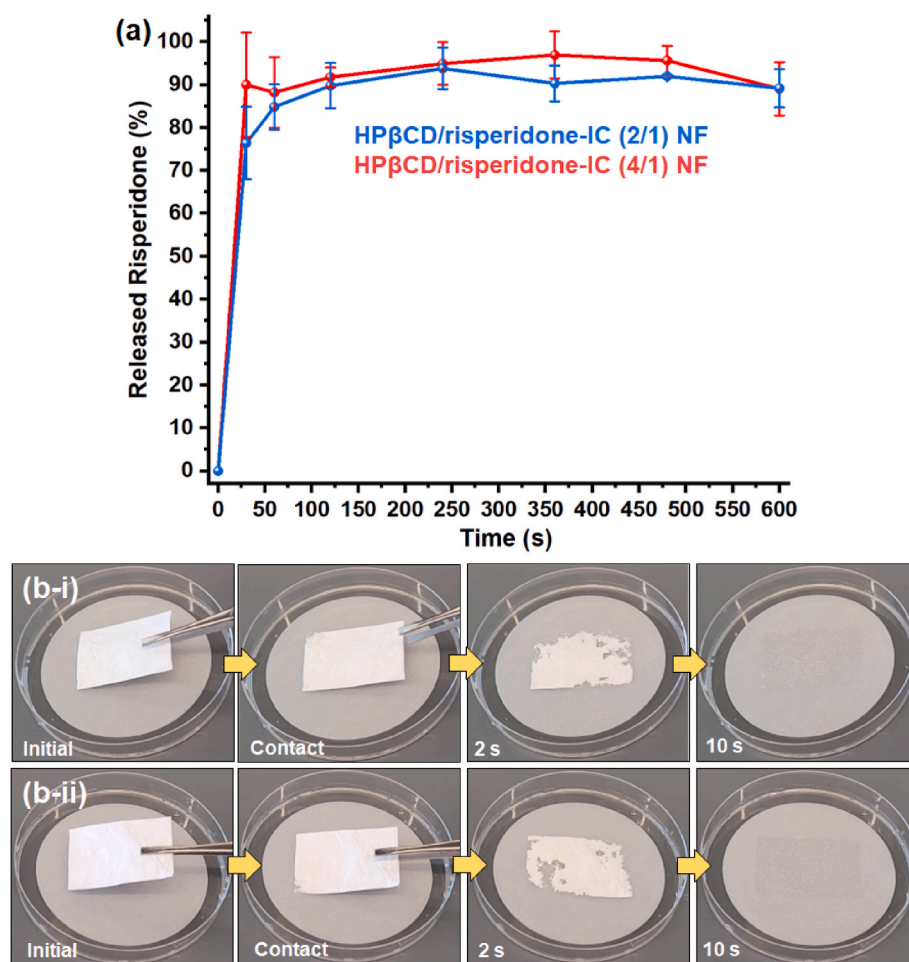 (a)
100
90
80
70
60
50
40
30
20
10
0
Released Risperidone (%)
HPβCD/risperidone-IC (2/1) NF
HPβCD/risperidone-IC (4/1) NF
0 50 100 150 200 250 300 350 400 450 500 550 600
Time (s)
(b-i)
Initial
Contact
2 s
10 s
(b-ii)
Initial
Contact
2 s
10 s